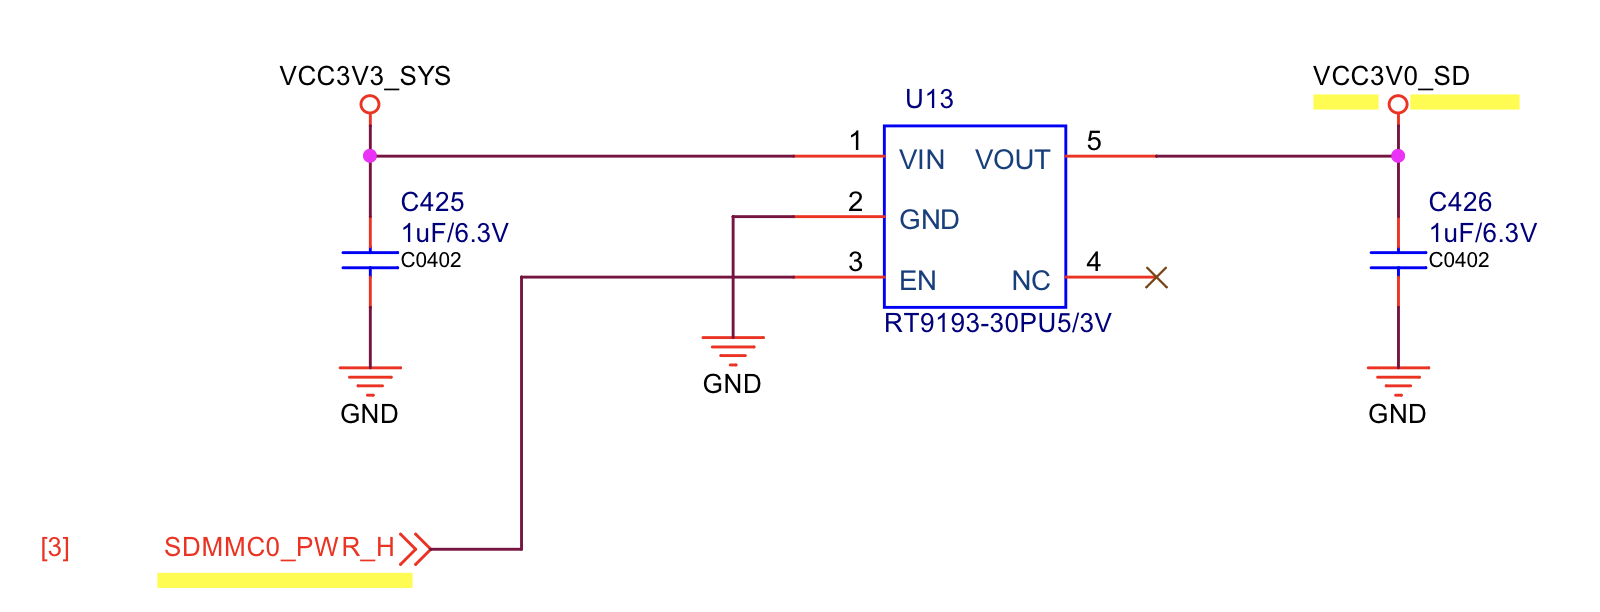 VCC3V3_SYS
VCC3V0_SD
U13
1
5
VIN
VOUT
C425
2
C426
1uF/6.3V
GND
1uF/6.3V
C0402
3
4
C0402
EN
NC
RT9193-30PU5/3V
GND
GND
GND
[3]
SDMMC0_PWR_H